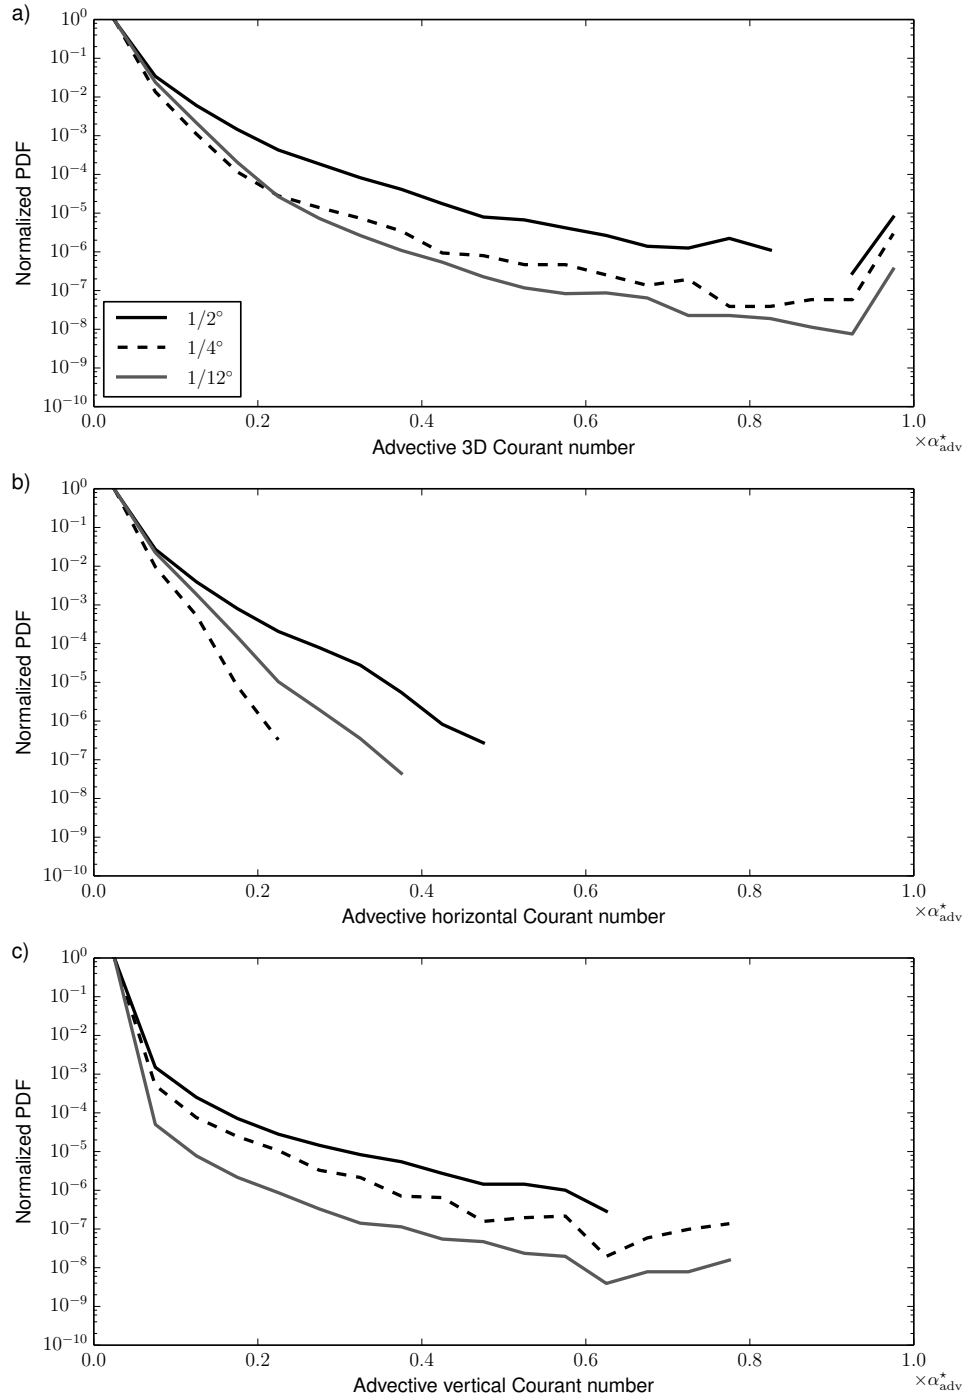 a)
10⁰
10⁻¹
10⁻²
10⁻³
10⁻⁴
10⁻⁵
10⁻⁶
10⁻⁷
10⁻⁸
10⁻⁹
10⁻¹⁰
Normalized PDF
1/2°
1/4°
1/12°
0.0 0.2 0.4 0.6 0.8 1.0
Advective 3D Courant number
×α⋆adv
b)
10⁰
10⁻¹
10⁻²
10⁻³
10⁻⁴
10⁻⁵
10⁻⁶
10⁻⁷
10⁻⁸
10⁻⁹
10⁻¹⁰
Normalized PDF
0.0 0.2 0.4 0.6 0.8 1.0
Advective horizontal Courant number
×α⋆adv
c)
10⁰
10⁻¹
10⁻²
10⁻³
10⁻⁴
10⁻⁵
10⁻⁶
10⁻⁷
10⁻⁸
10⁻⁹
10⁻¹⁰
Normalized PDF
0.0 0.2 0.4 0.6 0.8 1.0
Advective vertical Courant number
×α⋆adv